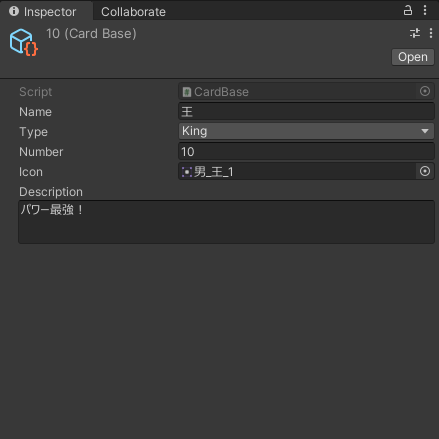 Inspector Collaborate
10 (Card Base)
Open
Script CardBase
Name 王
Type King
Number 10
Icon 男_王_1
Description
パワー最強！